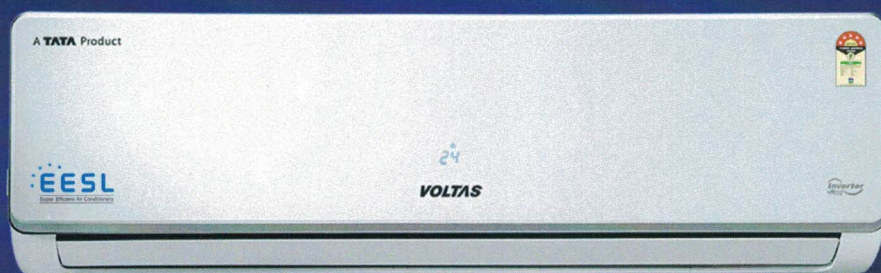 A TATA Product
24
EESL
Super Efficient Air Conditioners
VOLTAS
Inverter